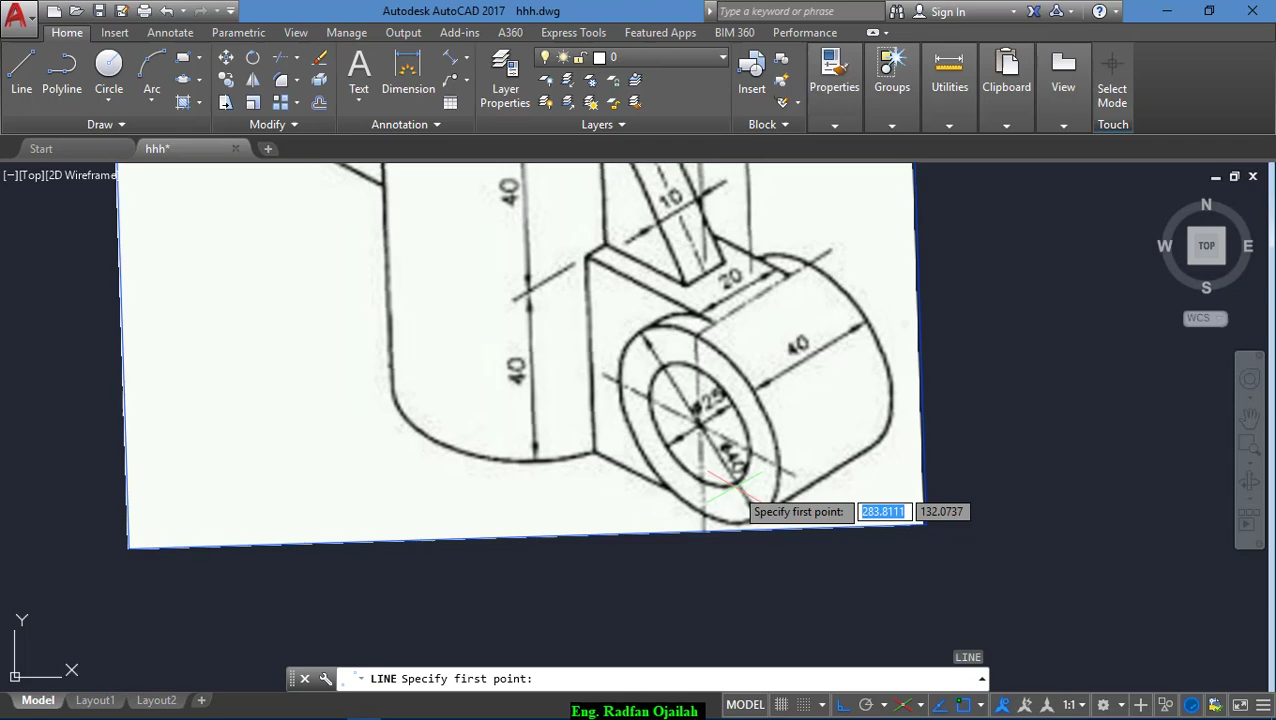 Autodesk AutoCAD 2017 hhh.dwg
Type a keyword or phrase
Sign In
Home Insert Annotate Parametric View Manage Output Add-ins A360 Express Tools Featured Apps BIM 360 Performance
0
Line Polyline Circle Arc
Text Dimension
Layer Properties
Insert
Properties Groups Utilities Clipboard View
Select Mode
Draw Modify Annotation Layers Block Touch
Start hhh*
[−][Top][2D Wireframe
N
W TOP E
S
WCS
40
10
20
40
40
ø25
ø40
Specify first point: 283.8111 132.0737
Y
X
LINE
LINE Specify first point:
Model Layout1 Layout2 MODEL 1:1
Eng. Radfan Ojailah